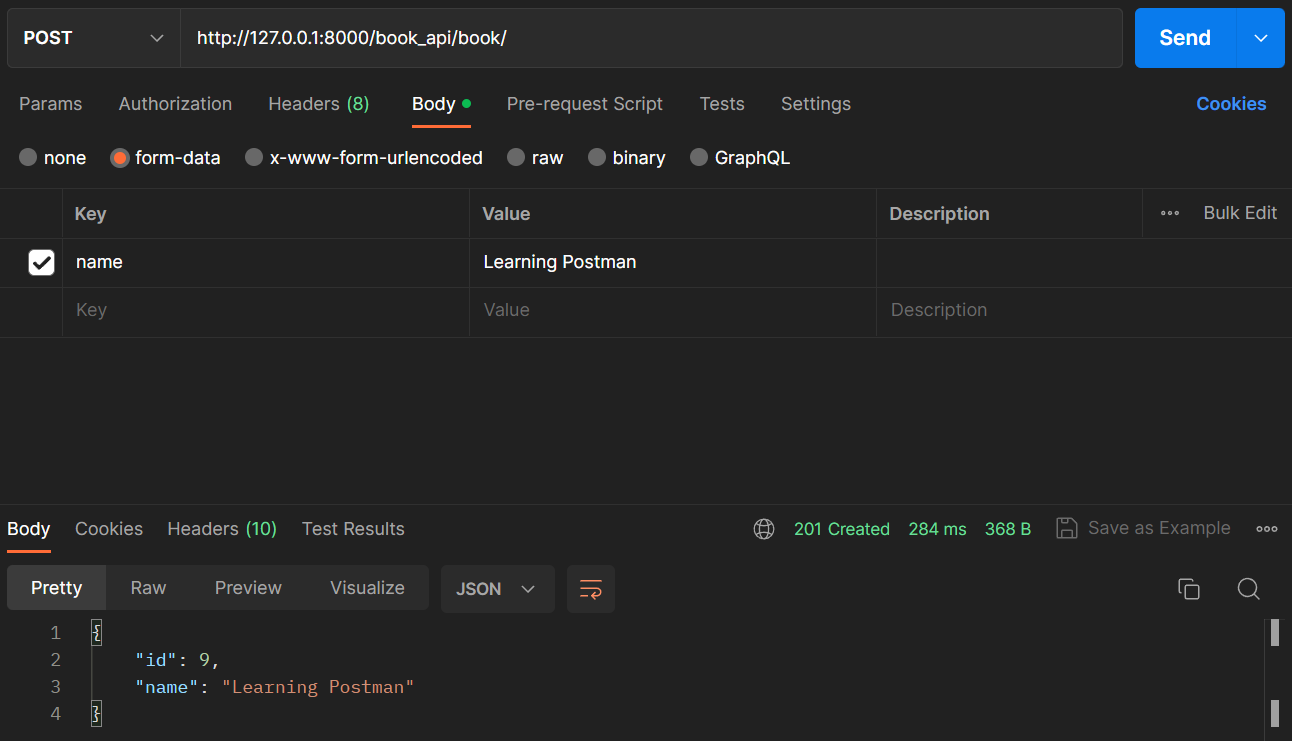 POST http://127.0.0.1:8000/book_api/book/ Send
Params Authorization Headers (8) Body Pre-request Script Tests Settings Cookies
none form-data x-www-form-urlencoded raw binary GraphQL
Key Value Description Bulk Edit
name Learning Postman
Key Value Description
Body Cookies Headers (10) Test Results 201 Created 284 ms 368 B Save as Example
Pretty Raw Preview Visualize JSON
1 {
2 "id": 9,
3 "name": "Learning Postman"
4 }